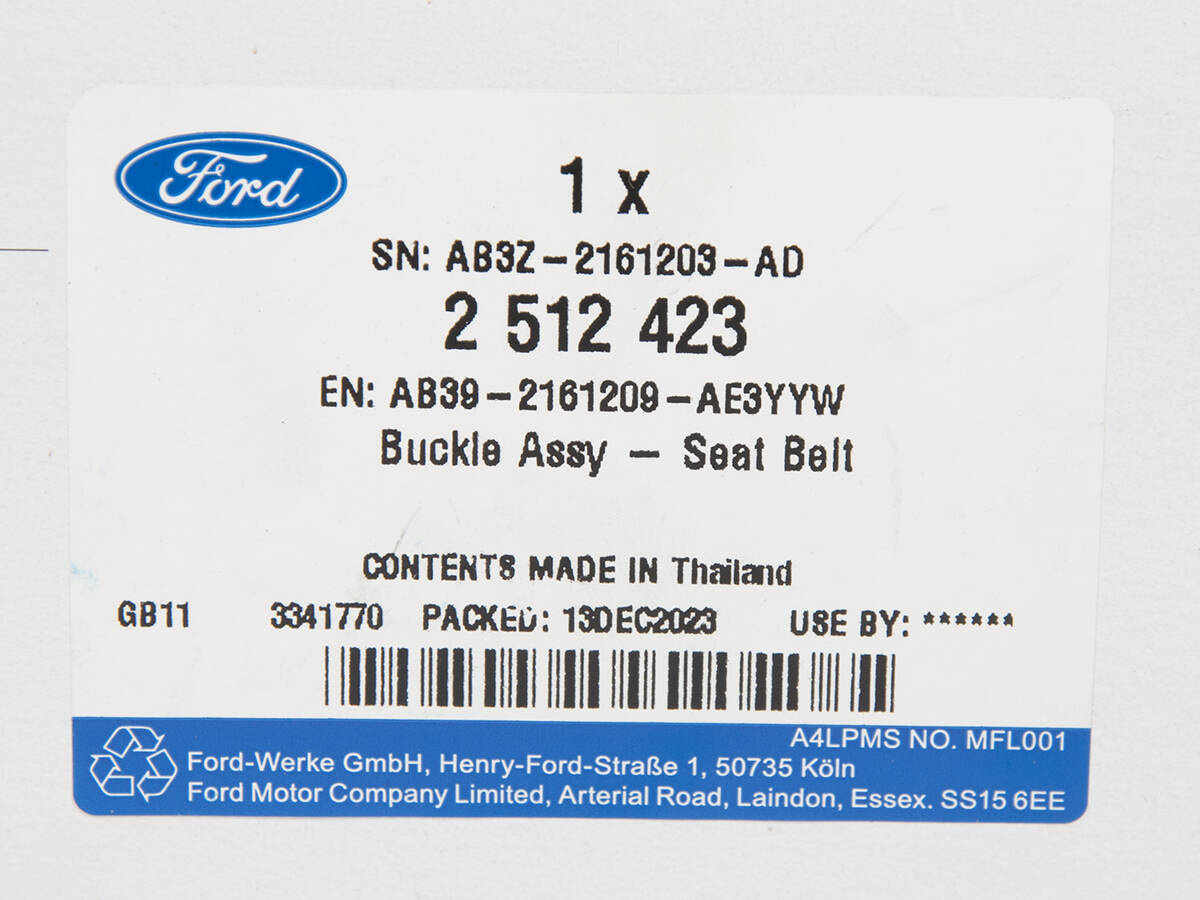 Ford
1 x
SN: AB3Z-2161203-AD
2 512 423
EN: AB39-2161209-AE3YYW
Buckle Assy - Seat Belt
CONTENTS MADE IN Thailand
GB11 3341770 PACKED: 13DEC2023 USE BY: ******
A4LPMS NO. MFL001
Ford-Werke GmbH, Henry-Ford-Straße 1, 50735 Köln
Ford Motor Company Limited, Arterial Road, Laindon, Essex. SS15 6EE